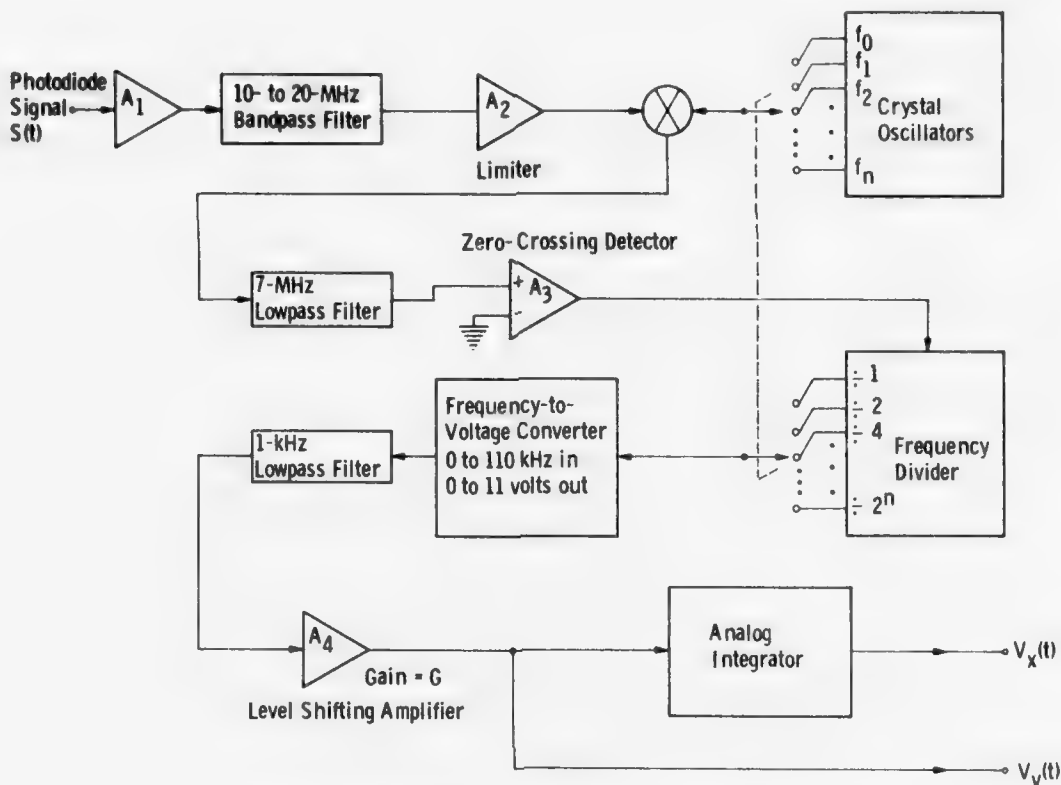 Photodiode
Signal
S(t)
A1
10- to 20-MHz
Bandpass Filter
A2
Limiter
f0
f1
f2
fn
Crystal
Oscillators
Zero-Crossing Detector
7-MHz
Lowpass Filter
+
-
A3
÷ 1
÷ 2
÷ 4
÷ 2^n
Frequency
Divider
Frequency-to-
Voltage Converter
0 to 110 kHz in
0 to 11 volts out
1-kHz
Lowpass Filter
A4
Gain = G
Level Shifting Amplifier
Analog
Integrator
Vx(t)
Vv(t)